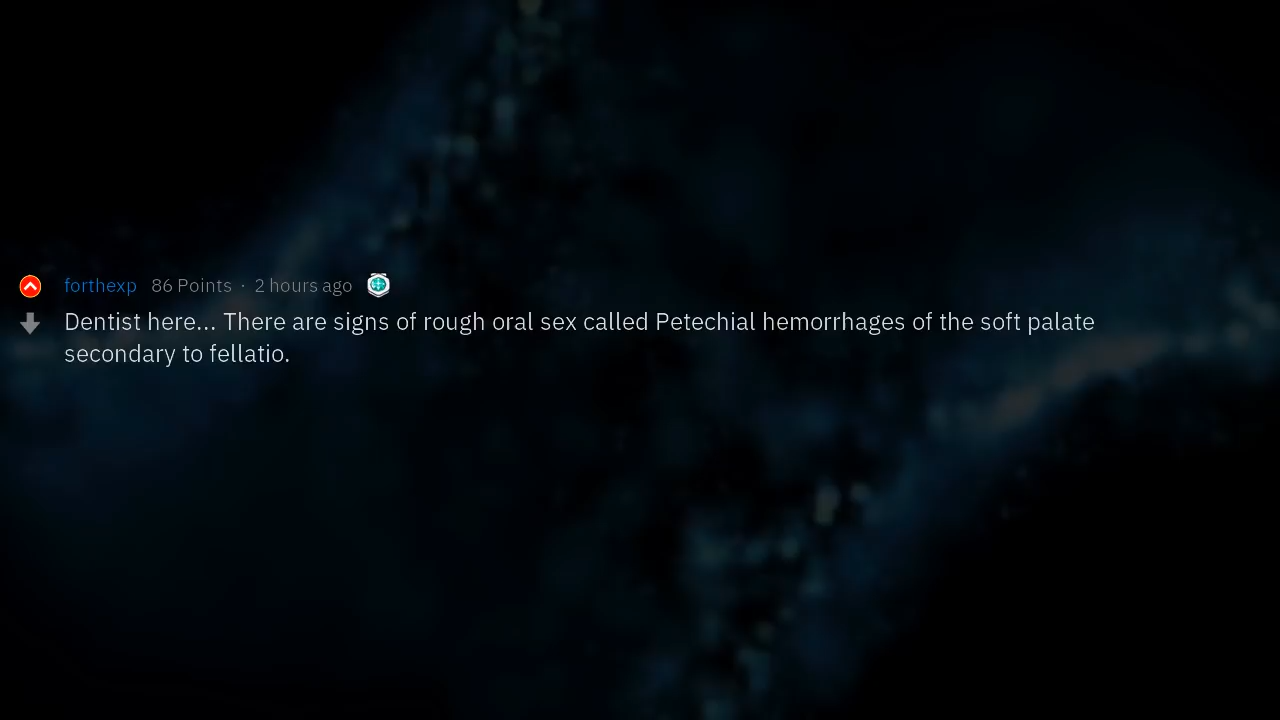 forthexp 86 Points · 2 hours ago
Dentist here... There are signs of rough oral sex called Petechial hemorrhages of the soft palate
secondary to fellatio.